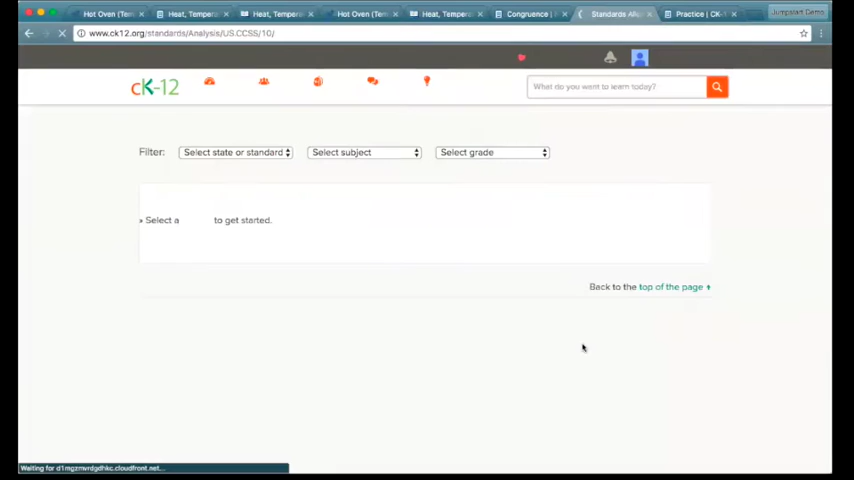 Hot Oven (Tem
Heat, Tempera
Heat, Temper
Hot Oven (Tem
Heat, Tempera
Congruence |
Standards Alig
Practice | CK-1
Jumpstart Demo
www.ck12.org/standards/Analysis/US.CCSS/10/
cK-12
What do you want to learn today?
Filter:
Select state or standard
Select subject
Select grade
» Select a to get started.
Back to the top of the page ↑
Waiting for d1mgzmvrdgdhkc.cloudfront.net...